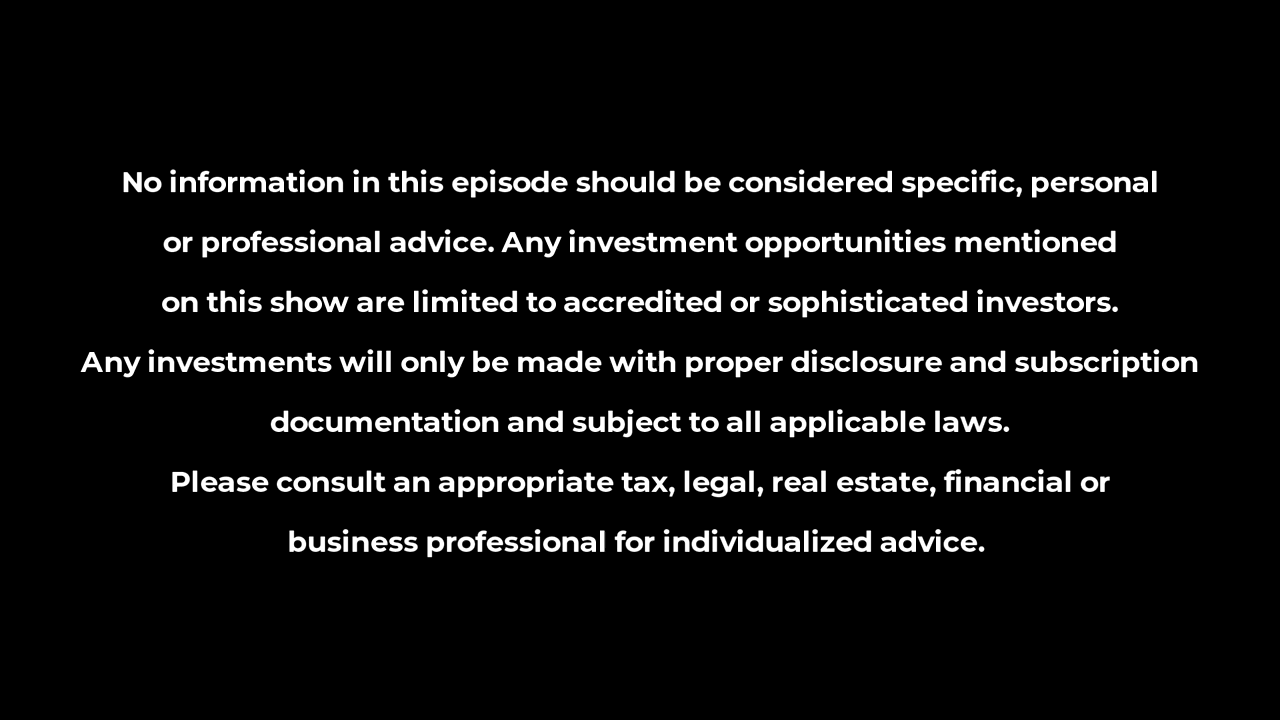 No information in this episode should be considered specific, personal
or professional advice. Any investment opportunities mentioned
on this show are limited to accredited or sophisticated investors.
Any investments will only be made with proper disclosure and subscription
documentation and subject to all applicable laws.
Please consult an appropriate tax, legal, real estate, financial or
business professional for individualized advice.